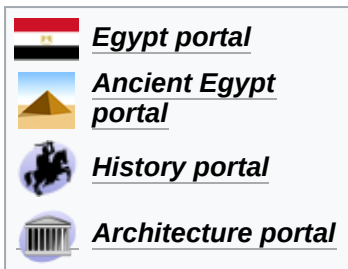 Egypt portal
Ancient Egypt
portal
History portal
Architecture portal